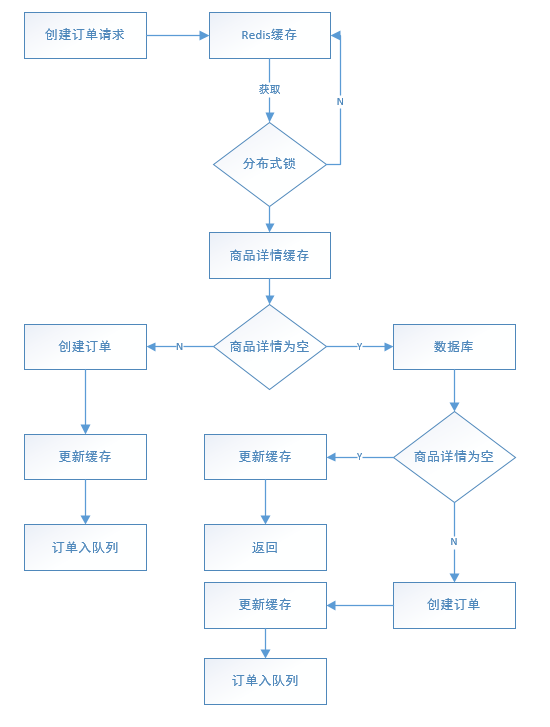 创建订单请求
Redis缓存
获取
N
分布式锁
商品详情缓存
创建订单
N
商品详情为空
Y
数据库
更新缓存
更新缓存
Y
商品详情为空
订单入队列
返回
N
更新缓存
创建订单
订单入队列